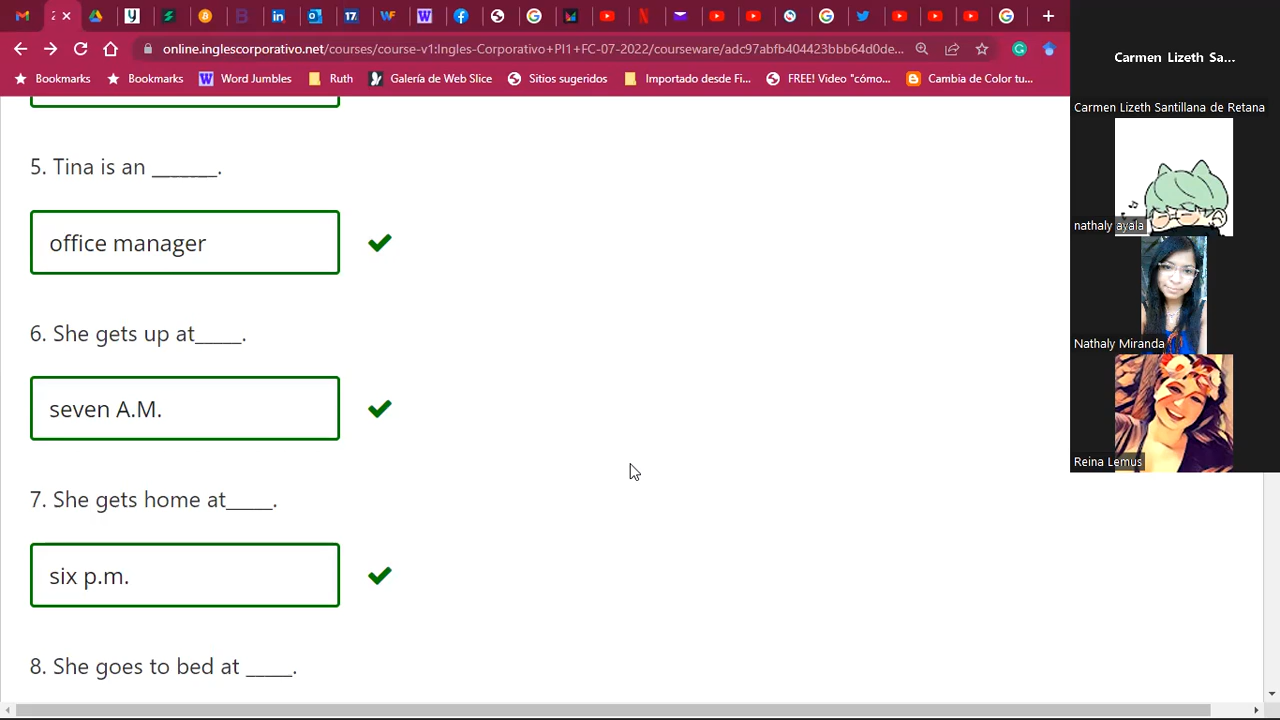 online.inglescorporativo.net/courses/course-v1:Ingles-Corporativo+PI1+FC-07-2022/courseware/adc97abfb404423bbb64d0de...
Bookmarks
Bookmarks
Word Jumbles
Ruth
Galería de Web Slice
Sitios sugeridos
Importado desde Fi...
FREE! Video "cómo...
Cambia de Color tu...
5. Tina is an _______.
office manager
6. She gets up at_____.
seven A.M.
7. She gets home at_____.
six p.m.
8. She goes to bed at _____.
Carmen Lizeth Sa...
Carmen Lizeth Santillana de Retana
nathaly ayala
Nathaly Miranda
Reina Lemus